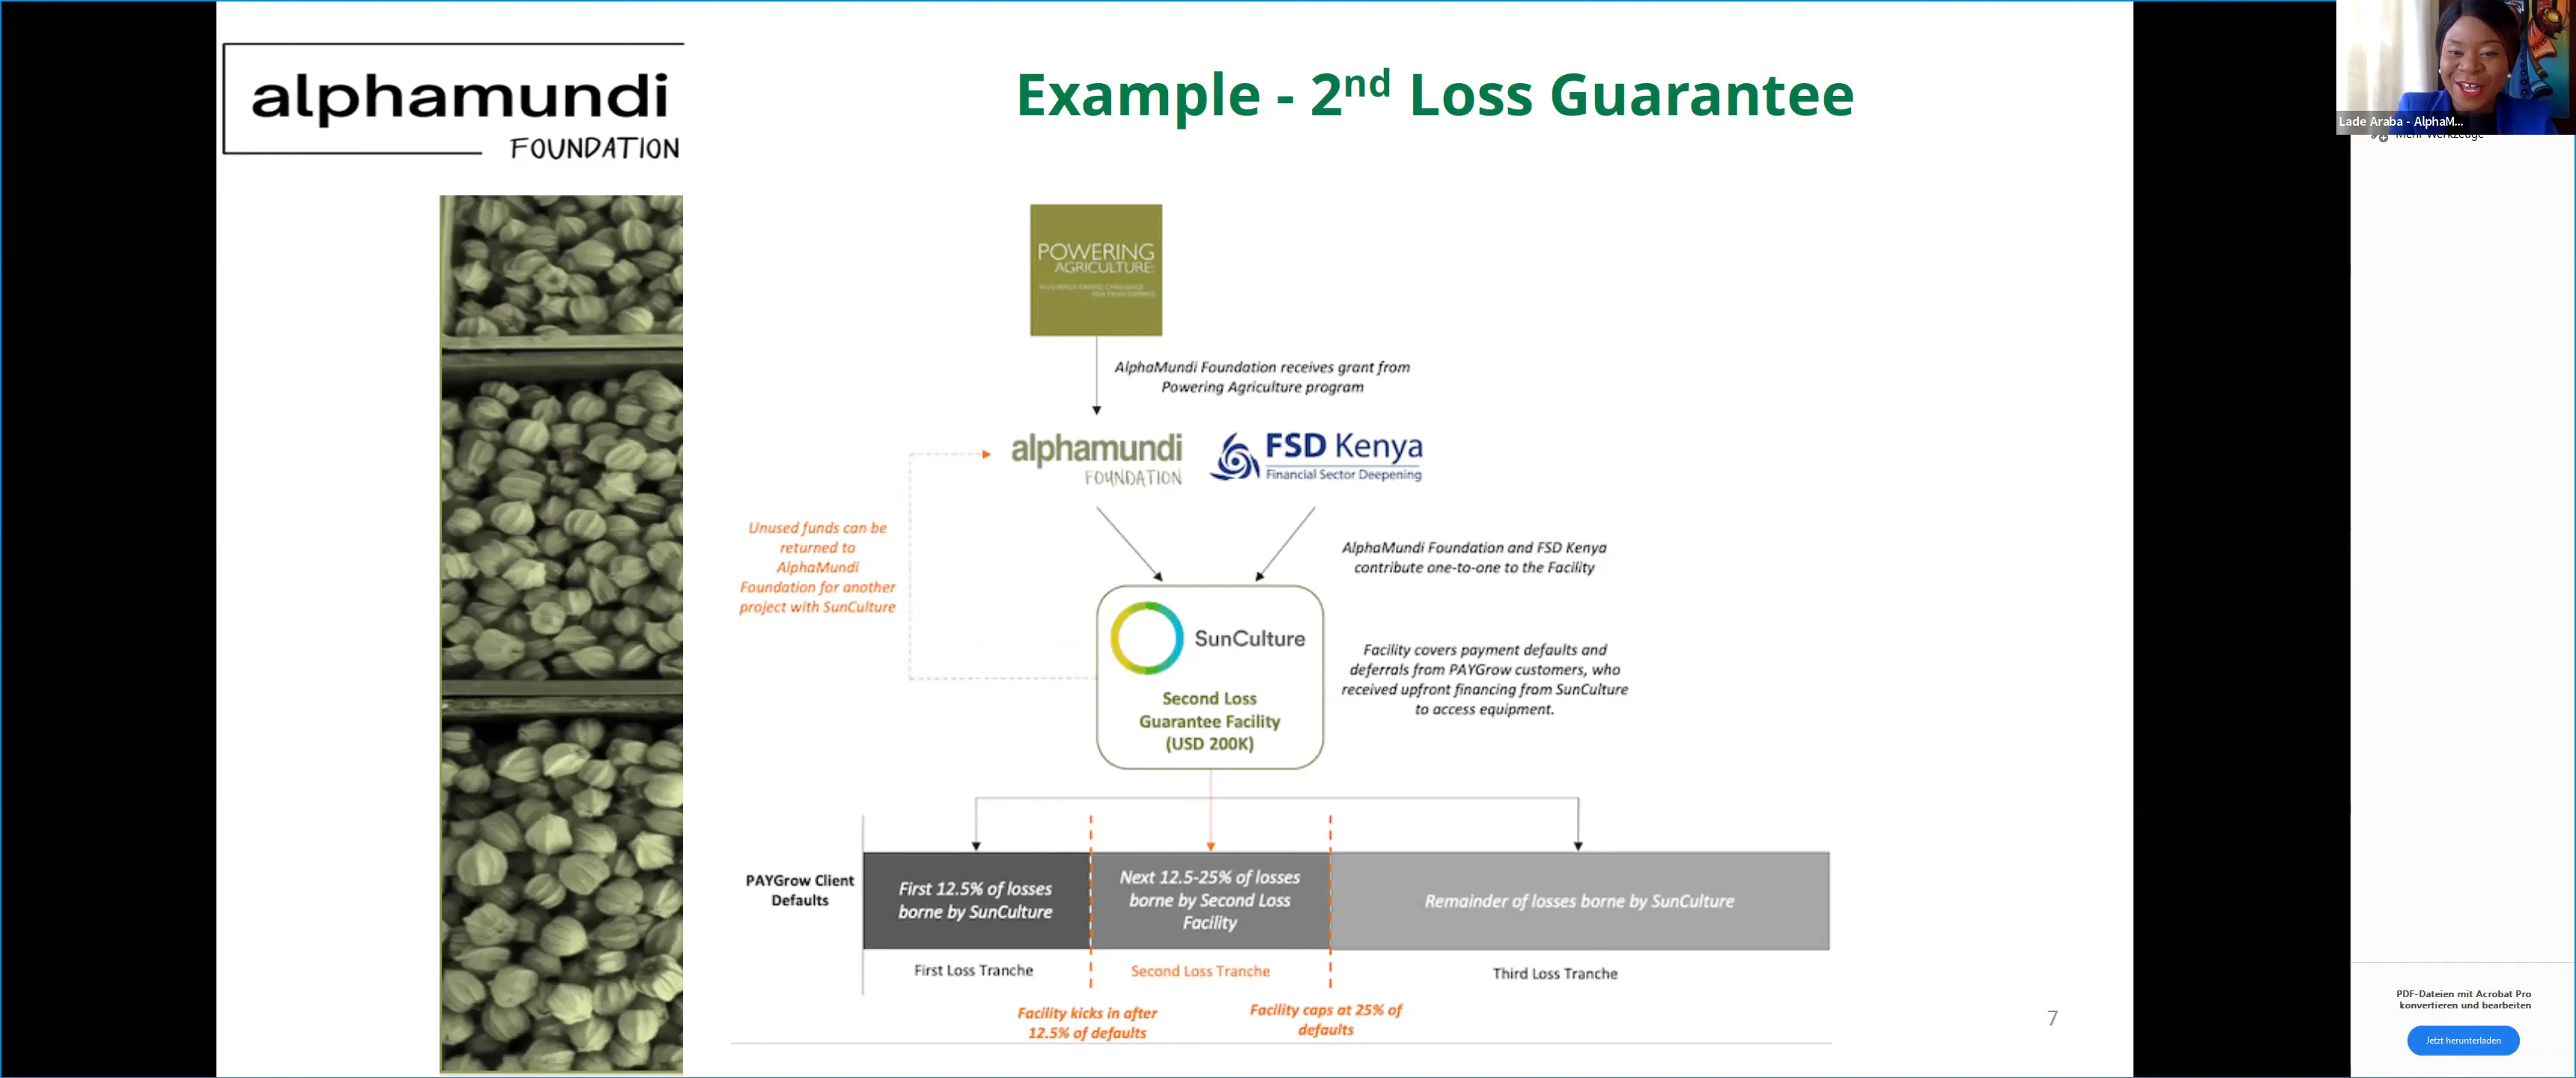 alphamundi
FOUNDATION
Example - 2nd Loss Guarantee
Lade Araba - AlphaM...
Mehr Werkzeuge
POWERING
AGRICULTURE:
AlphaMundi Foundation receives grant from
Powering Agriculture program
alphamundi
FOUNDATION
FSD Kenya
Financial Sector Deepening
Unused funds can be
returned to
AlphaMundi
Foundation for another
project with SunCulture
AlphaMundi Foundation and FSD Kenya
contribute one-to-one to the Facility
SunCulture
Second Loss
Guarantee Facility
(USD 200K)
Facility covers payment defaults and
deferrals from PAYGrow customers, who
received upfront financing from SunCulture
to access equipment.
PAYGrow Client
Defaults
First 12.5% of losses
borne by SunCulture
Next 12.5-25% of losses
borne by Second Loss
Facility
Remainder of losses borne by SunCulture
First Loss Tranche
Second Loss Tranche
Third Loss Tranche
Facility kicks in after
12.5% of defaults
Facility caps at 25% of
defaults
7
PDF-Dateien mit Acrobat Pro
konvertieren und bearbeiten
Jetzt herunterladen